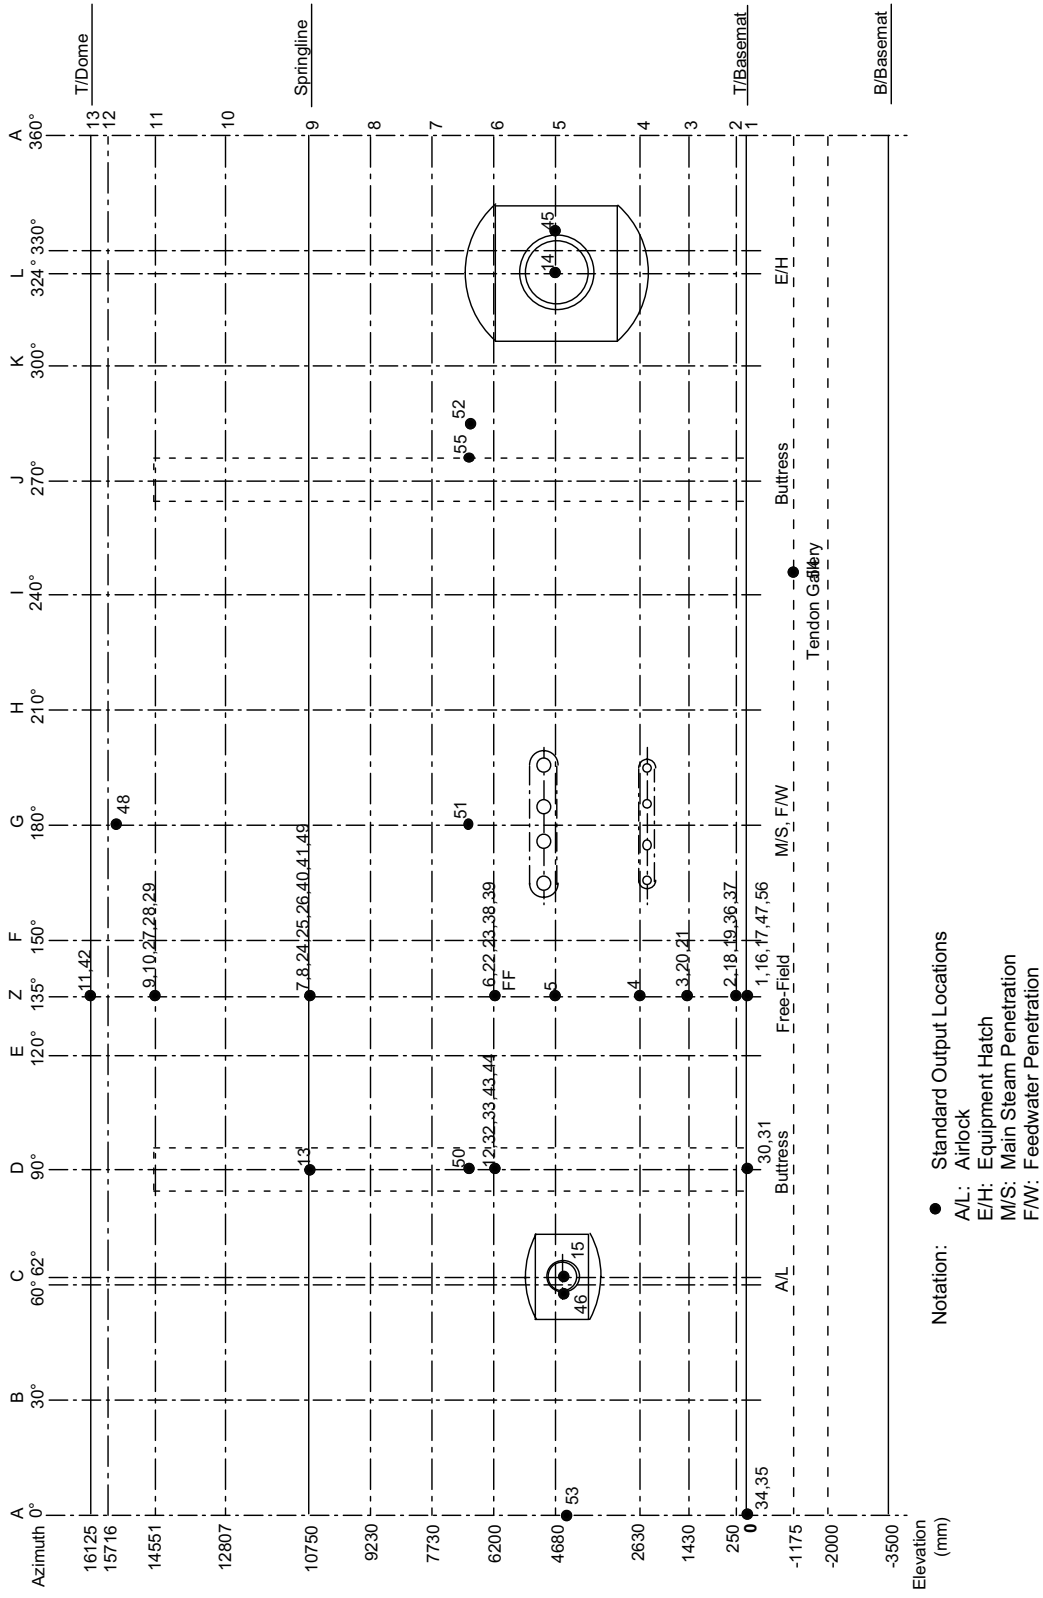 Azimuth
A B C D E Z F G H I J K L A
0° 30° 60° 62° 90° 120° 135° 150° 180° 210° 240° 270° 300° 324° 330° 360°
16125 11,42 13 T/Dome
15716 12
48
14551 9,10,27,28,29 11
12807 10
10750 13 7,8,24,25,26,40,41,49 9 Springline
9230 8
7730 7
50 51 55 52
6200 12,32,33,43,44 6,22,23,38,39 6
FF
4680 5 14 45 5
53 46 15
2630 4 4
1430 3,20,21 3
250 2,18,19,36,37 2
0 1 T/Basemat
34,35 30,31 1,16,17,47,56
A/L Buttress Free-Field M/S, F/W Buttress E/H
-1175
Tendon Gallery
-2000
-3500 B/Basemat
Elevation
(mm)
Notation: Standard Output Locations
A/L: Airlock
E/H: Equipment Hatch
M/S: Main Steam Penetration
F/W: Feedwater Penetration